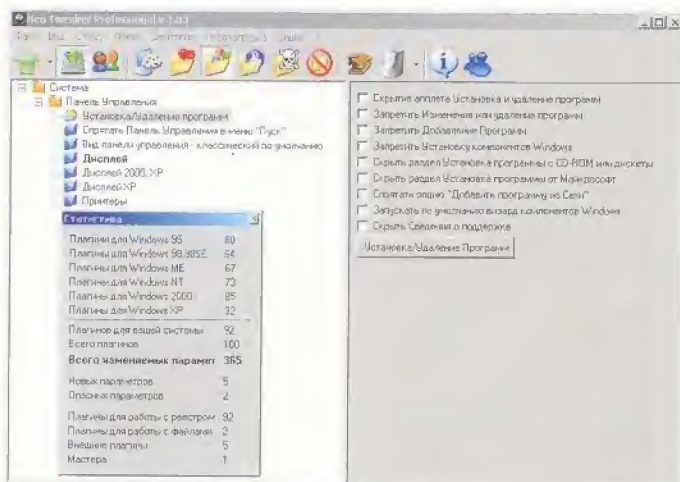 Neo Tweaker Professional v 1.0.1
Система
Панель Управления
Установка/Удаление программ
Спрятать Панель Управления в меню "Пуск"
Вид панели управления - классический по умолчанию
Дисплей
Дисплей 2000, XP
Дисплей XP
Принтеры
Статистика
Плагины для Windows 95 80
Плагины для Windows 98,98SE
Плагины для Windows ME 67
Плагины для Windows NT 73
Плагины для Windows 2000 85
Плагины для Windows XP
Плагинов для вашей системы 92
Всего плагинов 100
Всего изменяемых парамет 365
Новых параметров 5
Опасных параметров 2
Плагины для работы с реестром 92
Плагины для работы с файлами 2
Внешние плагины 5
Мастера 1
Скрытие апплета Установка и удаление программ
Запретить Изменение или удаление программ
Запретить Добавление Программ
Запретить Установку компонентов Windows
Скрыть раздел Установка программы с CD-ROM или дискеты
Скрыть раздел Установка программы от Майкрософт
Спрятать опцию "Добавить программу из Сети"
Запускать по умолчанию визард компонентов Windows
Скрыть Сведения о поддержке
Установка/Удаление Программ